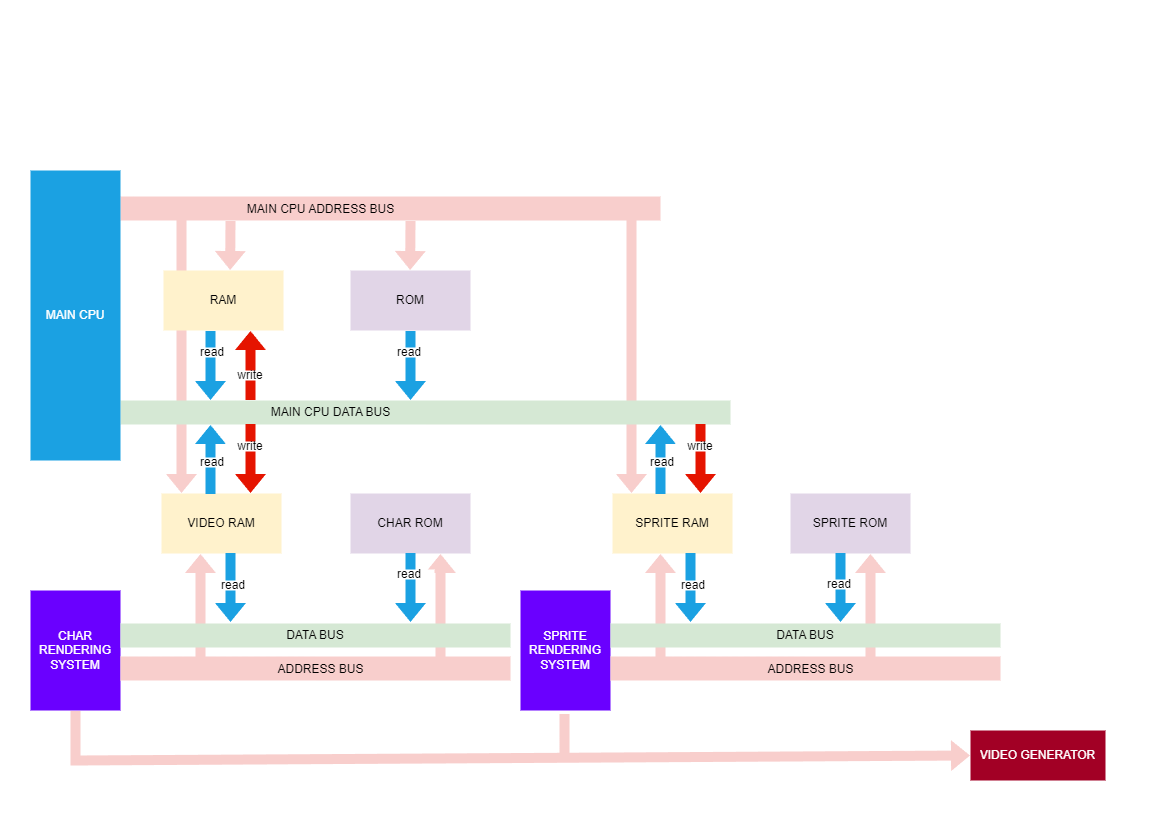 MAIN CPU ADDRESS BUS
RAM
ROM
MAIN CPU
read
read
write
MAIN CPU DATA BUS
write
write
read
read
VIDEO RAM
CHAR ROM
SPRITE RAM
SPRITE ROM
read
read
read
read
CHAR
RENDERING
SYSTEM
DATA BUS
ADDRESS BUS
SPRITE
RENDERING
SYSTEM
DATA BUS
ADDRESS BUS
VIDEO GENERATOR